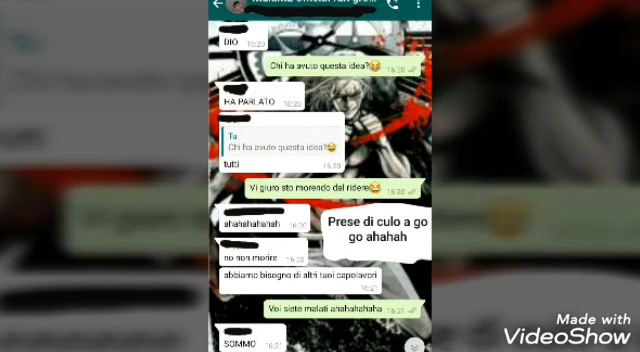 DIO 16:20
Chi ha avuto questa idea?😂 16:20
HA PARLATO 16:20
Tu
Chi ha avuto questa idea?😂
tutti 16:20
Vi giuro sto morendo dal ridere😆 16:20
ahahahahahah 16:20
Prese di culo a go
go ahahah
no non morire 16:20
abbiamo bisogno di altri tuoi capolavori
16:21
Voi siete malati ahahahahaha 16:21
SOMMO 16:21
Made with
VideoShow